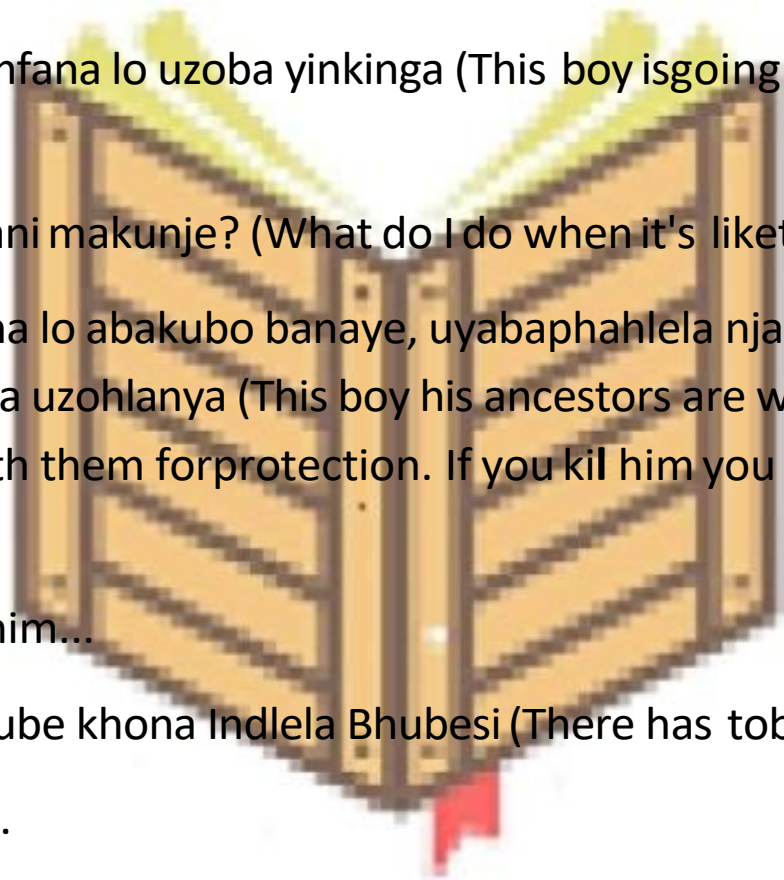 nfana lo uzoba yinkinga (This boy isgoing
ni makunje? (What do I do when it's liket
na lo abakubo banaye, uyabaphahlela nja
a uzohlanya (This boy his ancestors are w
th them forprotection. If you kil him you
him...
ube khona Indlela Bhubesi (There has tob
.